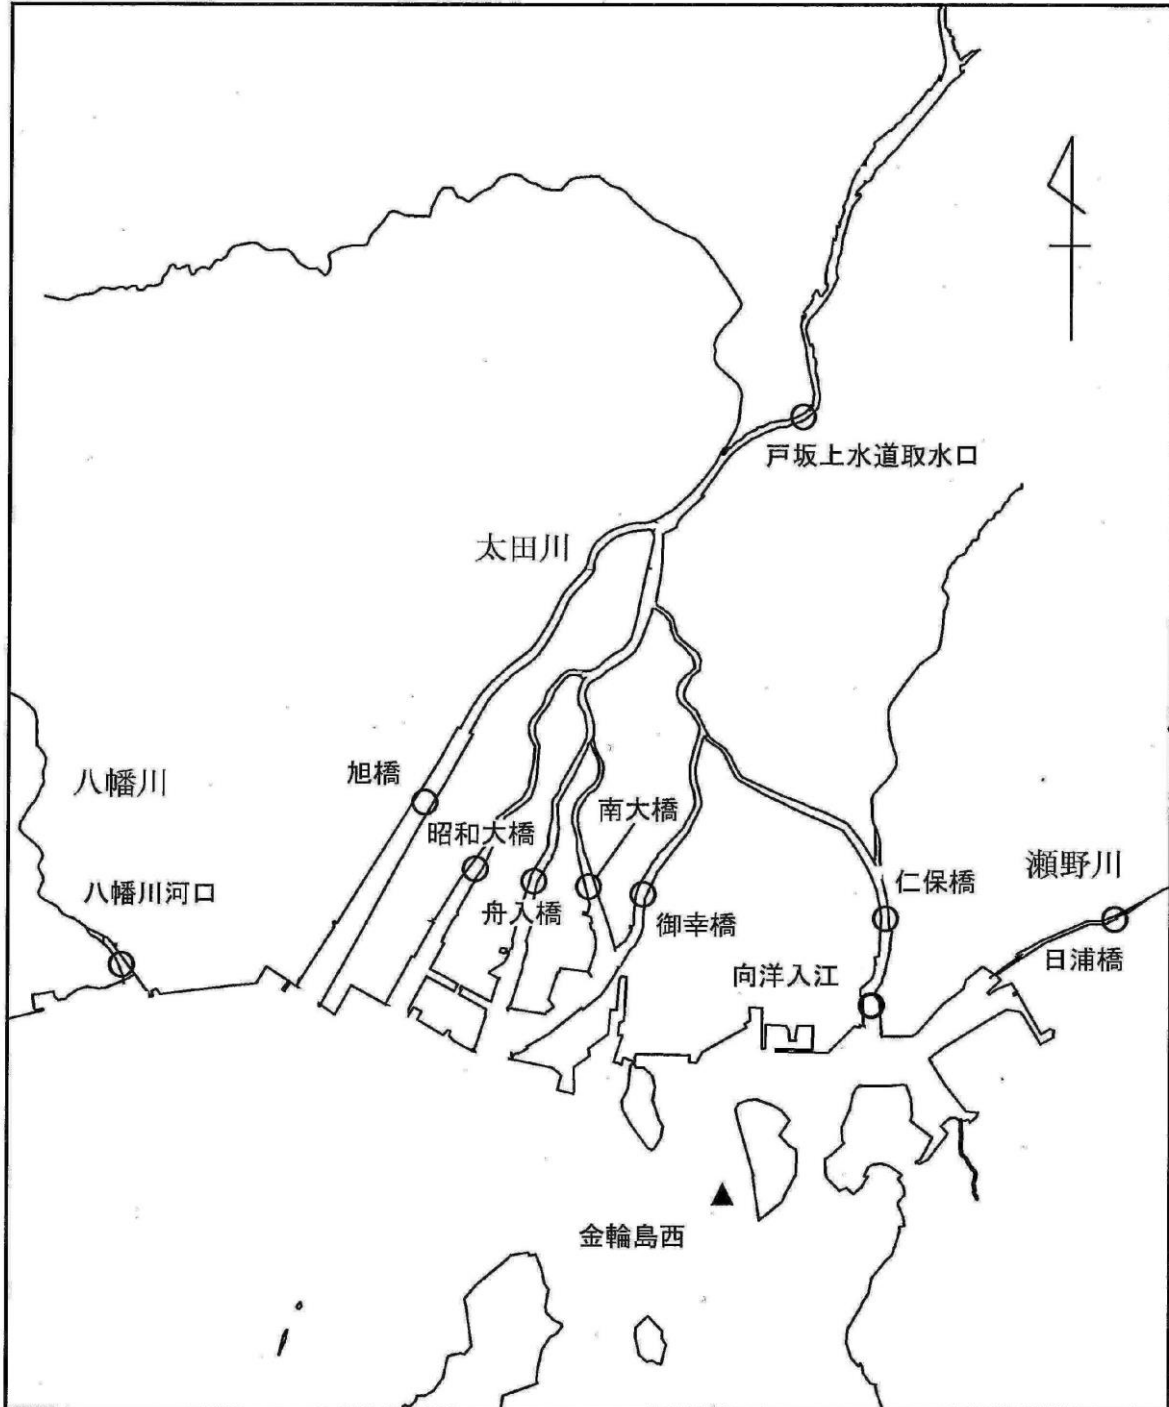 戸坂上水道取水口
太田川
旭橋
八幡川
南大橋
昭和大橋
瀬野川
八幡川河口
仁保橋
舟入橋
御幸橋
日浦橋
向洋入江
金輪島西